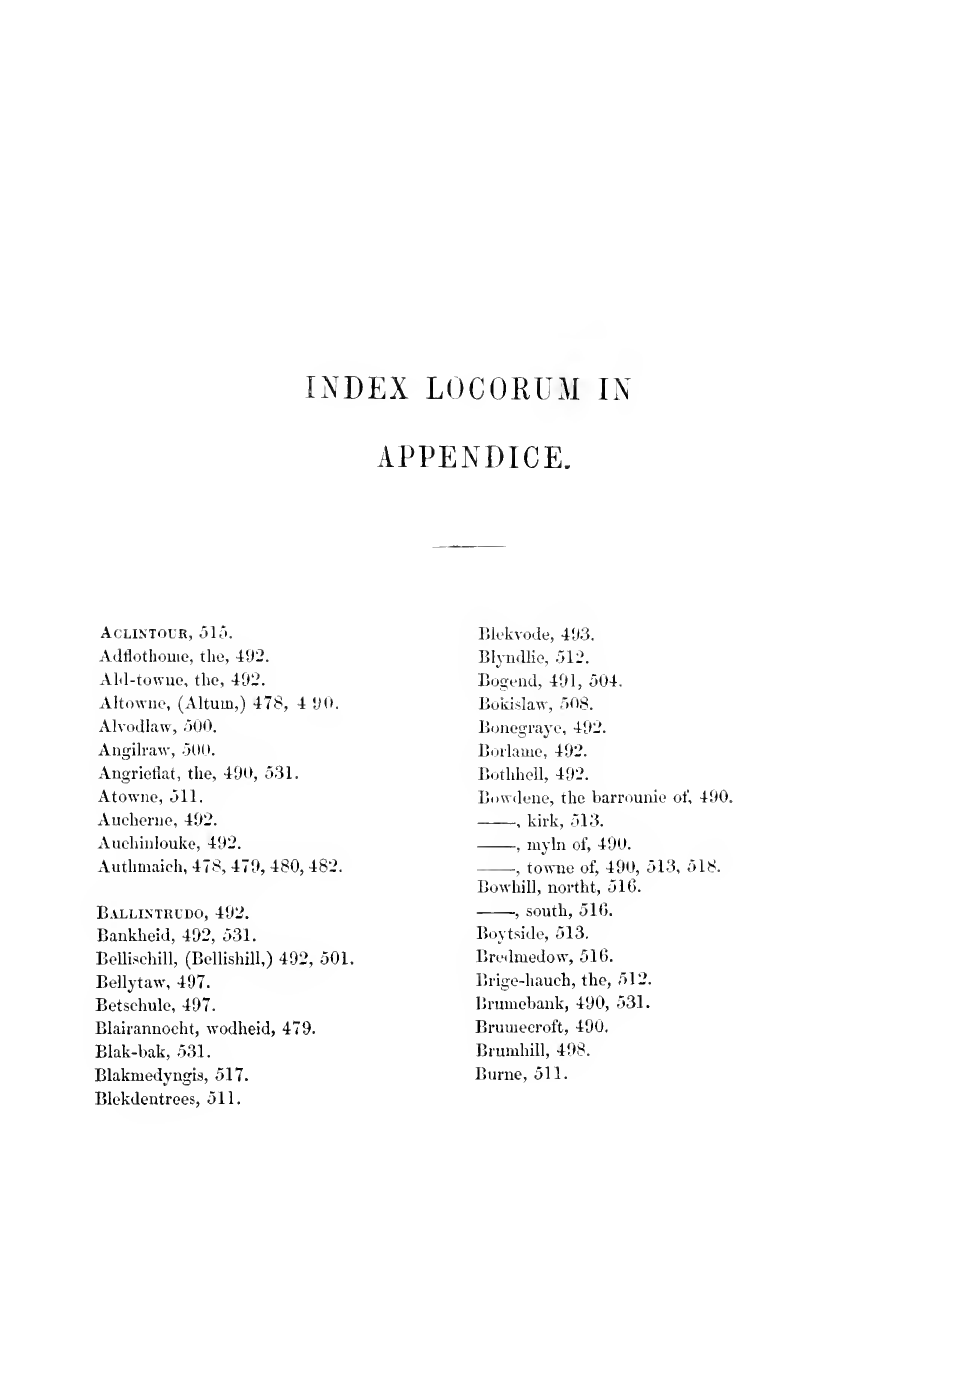 INDEX LOCORUM IN
APPENDICE.
ACLINTOUR, 515.
Adflothome, the, 492.
Ald-towne, the, 492.
Altowne, (Altum,) 478, 490.
Alvodlaw, 500.
Angilraw, 500.
Angrieflat, the, 490, 531.
Atowne, 511.
Aucherne, 492.
Auchinlouke, 492.
Authmaich, 478, 479, 480, 482.
BALLINTRUDO, 492.
Bankheid, 492, 531.
Bellischill, (Bellishill,) 492, 501.
Bellytaw, 497.
Betschule, 497.
Blairannocht, wodheid, 479.
Blak-bak, 531.
Blakmedyngis, 517.
Blekdentrees, 511.
Blekvode, 493.
Blyndlie, 512.
Bogend, 491, 504.
Bokislaw, 508.
Bonegraye, 492.
Borlame, 492.
Bothhell, 492.
Bowdene, the barrounie of, 490.
——, kirk, 513.
——, myln of, 490.
——, towne of, 490, 513, 518.
Bowhill, northt, 516.
——, south, 516.
Boytside, 513.
Bredmedow, 516.
Brige-hauch, the, 512.
Brumebank, 490, 531.
Brumecroft, 490.
Brumhill, 498.
Burne, 511.